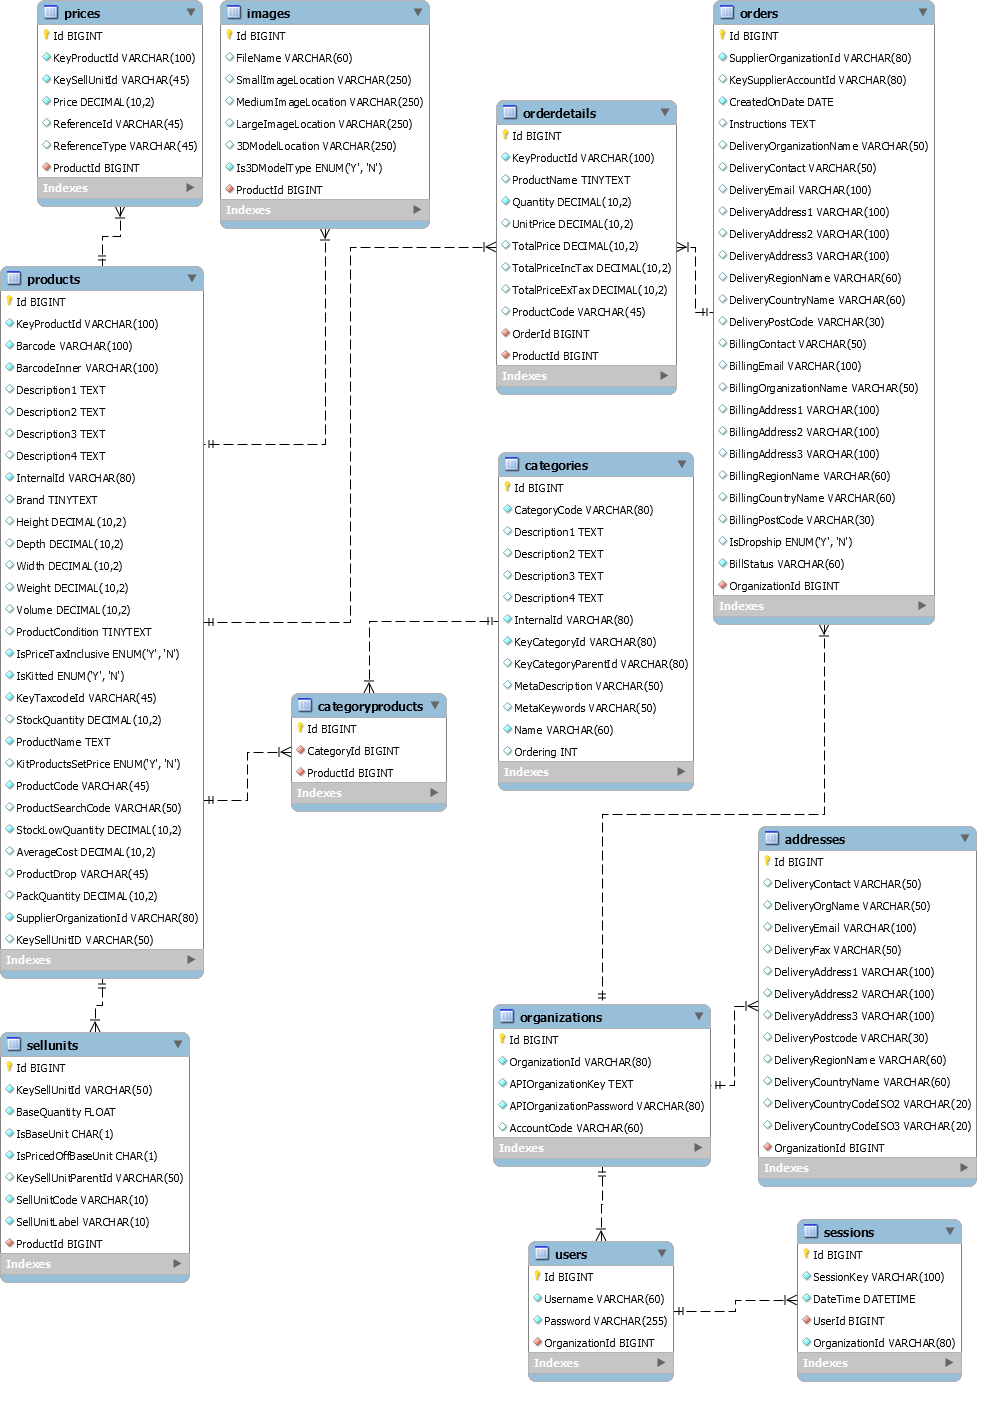 prices
Id BIGINT
KeyProductId VARCHAR(100)
KeySellUnitId VARCHAR(45)
Price DECIMAL(10,2)
ReferenceId VARCHAR(45)
ReferenceType VARCHAR(45)
ProductId BIGINT
Indexes
images
Id BIGINT
FileName VARCHAR(60)
SmallImageLocation VARCHAR(250)
MediumImageLocation VARCHAR(250)
LargeImageLocation VARCHAR(250)
3DModelLocation VARCHAR(250)
Is3DModelType ENUM('Y', 'N')
ProductId BIGINT
Indexes
orderdetails
Id BIGINT
KeyProductId VARCHAR(100)
ProductName TINYTEXT
Quantity DECIMAL(10,2)
UnitPrice DECIMAL(10,2)
TotalPrice DECIMAL(10,2)
TotalPriceIncTax DECIMAL(10,2)
TotalPriceExTax DECIMAL(10,2)
ProductCode VARCHAR(45)
OrderId BIGINT
ProductId BIGINT
Indexes
orders
Id BIGINT
SupplierOrganizationId VARCHAR(80)
KeySupplierAccountId VARCHAR(80)
CreatedOnDate DATE
Instructions TEXT
DeliveryOrganizationName VARCHAR(50)
DeliveryContact VARCHAR(50)
DeliveryEmail VARCHAR(100)
DeliveryAddress1 VARCHAR(100)
DeliveryAddress2 VARCHAR(100)
DeliveryAddress3 VARCHAR(100)
DeliveryRegionName VARCHAR(60)
DeliveryCountryName VARCHAR(60)
DeliveryPostCode VARCHAR(30)
BillingContact VARCHAR(50)
BillingEmail VARCHAR(100)
BillingOrganizationName VARCHAR(50)
BillingAddress1 VARCHAR(100)
BillingAddress2 VARCHAR(100)
BillingAddress3 VARCHAR(100)
BillingRegionName VARCHAR(60)
BillingCountryName VARCHAR(60)
BillingPostCode VARCHAR(30)
IsDropship ENUM('Y', 'N')
BillStatus VARCHAR(60)
OrganizationId BIGINT
Indexes
products
Id BIGINT
KeyProductId VARCHAR(100)
Barcode VARCHAR(100)
BarcodeInner VARCHAR(100)
Description1 TEXT
Description2 TEXT
Description3 TEXT
Description4 TEXT
InternalId VARCHAR(80)
Brand TINYTEXT
Height DECIMAL(10,2)
Depth DECIMAL(10,2)
Width DECIMAL(10,2)
Weight DECIMAL(10,2)
Volume DECIMAL(10,2)
ProductCondition TINYTEXT
IsPriceTaxInclusive ENUM('Y', 'N')
IsKitted ENUM('Y', 'N')
KeyTaxcodeId VARCHAR(45)
StockQuantity DECIMAL(10,2)
ProductName TEXT
KitProductsSetPrice ENUM('Y', 'N')
ProductCode VARCHAR(45)
ProductSearchCode VARCHAR(50)
StockLowQuantity DECIMAL(10,2)
AverageCost DECIMAL(10,2)
ProductDrop VARCHAR(45)
PackQuantity DECIMAL(10,2)
SupplierOrganizationId VARCHAR(80)
KeySellUnitID VARCHAR(50)
Indexes
categories
Id BIGINT
CategoryCode VARCHAR(80)
Description1 TEXT
Description2 TEXT
Description3 TEXT
Description4 TEXT
InternalId VARCHAR(80)
KeyCategoryId VARCHAR(80)
KeyCategoryParentId VARCHAR(80)
MetaDescription VARCHAR(50)
MetaKeywords VARCHAR(50)
Name VARCHAR(60)
Ordering INT
Indexes
categoryproducts
Id BIGINT
CategoryId BIGINT
ProductId BIGINT
Indexes
addresses
Id BIGINT
DeliveryContact VARCHAR(50)
DeliveryOrgName VARCHAR(50)
DeliveryEmail VARCHAR(100)
DeliveryFax VARCHAR(50)
DeliveryAddress1 VARCHAR(100)
DeliveryAddress2 VARCHAR(100)
DeliveryAddress3 VARCHAR(100)
DeliveryPostcode VARCHAR(30)
DeliveryRegionName VARCHAR(60)
DeliveryCountryName VARCHAR(60)
DeliveryCountryCodeISO2 VARCHAR(20)
DeliveryCountryCodeISO3 VARCHAR(20)
OrganizationId BIGINT
Indexes
organizations
Id BIGINT
OrganizationId VARCHAR(80)
APIOrganizationKey TEXT
APIOrganizationPassword VARCHAR(80)
AccountCode VARCHAR(60)
Indexes
sellunits
Id BIGINT
KeySellUnitId VARCHAR(50)
BaseQuantity FLOAT
IsBaseUnit CHAR(1)
IsPricedOffBaseUnit CHAR(1)
KeySellUnitParentId VARCHAR(50)
SellUnitCode VARCHAR(10)
SellUnitLabel VARCHAR(10)
ProductId BIGINT
Indexes
users
Id BIGINT
Username VARCHAR(60)
Password VARCHAR(255)
OrganizationId BIGINT
Indexes
sessions
Id BIGINT
SessionKey VARCHAR(100)
DateTime DATETIME
UserId BIGINT
OrganizationId VARCHAR(80)
Indexes